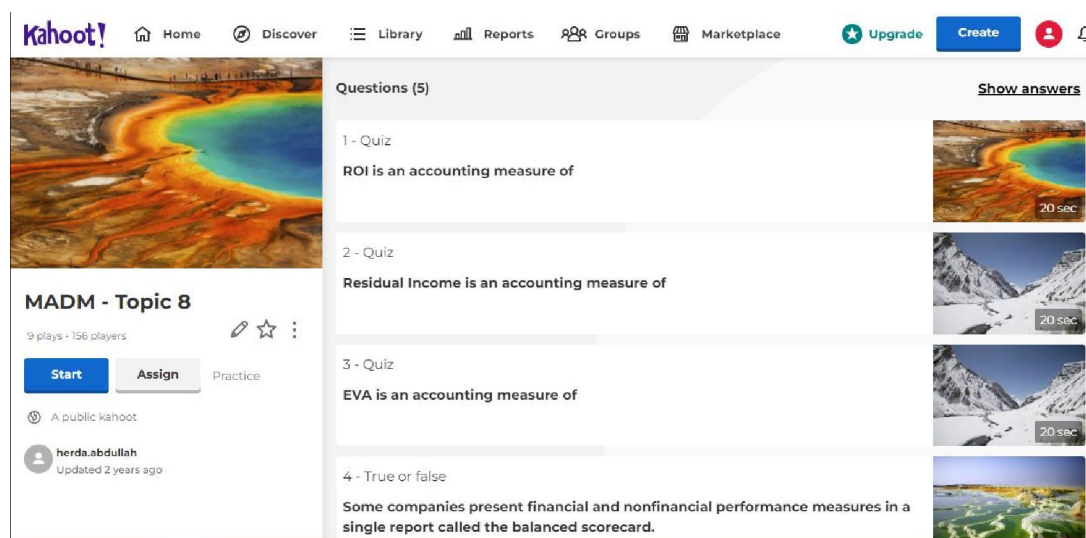 Kahoot!
Home
Discover
Library
Reports
Groups
Marketplace
Upgrade
Create
Questions (5)
Show answers
1 - Quiz
ROI is an accounting measure of
20 sec
2 - Quiz
Residual Income is an accounting measure of
20 sec
MADM - Topic 8
9 plays · 156 players
Start
Assign
Practice
A public kahoot
herda.abdullah
Updated 2 years ago
3 - Quiz
EVA is an accounting measure of
20 sec
4 - True or false
Some companies present financial and nonfinancial performance measures in a
single report called the balanced scorecard.